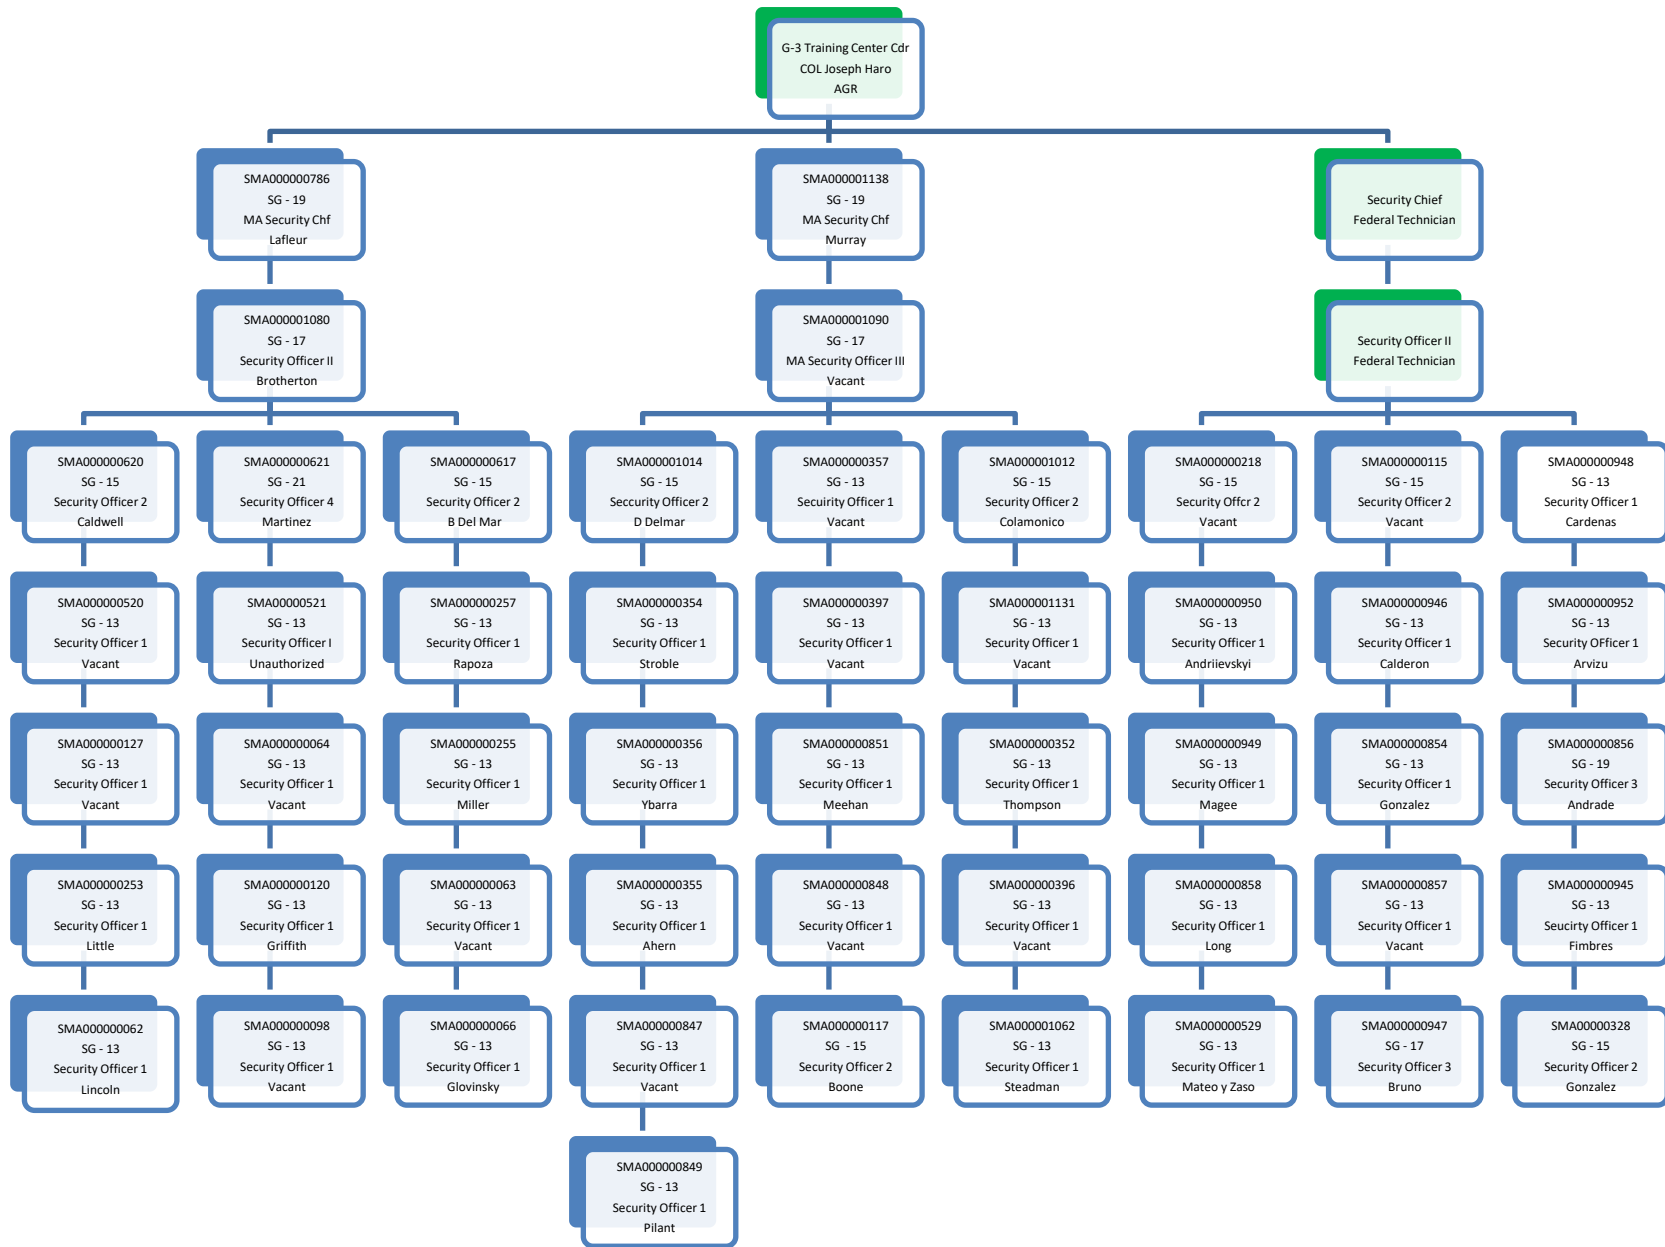 G-3 Training Center Cdr
COL Joseph Haro
AGR
SMA000000786
SG - 19
MA Security Chf
Lafleur
SMA000001138
SG - 19
MA Security Chf
Murray
Security Chief
Federal Technician
SMA000001080
SG - 17
Security Officer II
Brotherton
SMA000001090
SG - 17
MA Security Officer III
Vacant
Security Officer II
Federal Technician
SMA000000620
SG - 15
Security Officer 2
Caldwell
SMA000000621
SG - 21
Security Officer 4
Martinez
SMA000000617
SG - 15
Security Officer 2
B Del Mar
SMA000001014
SG - 15
Seccurity Officer 2
D Delmar
SMA000000357
SG - 13
Secuirity Officer 1
Vacant
SMA000001012
SG - 15
Security Officer 2
Colamonico
SMA000000218
SG - 15
Security Offcr 2
Vacant
SMA000000115
SG - 15
Security Officer 2
Vacant
SMA000000948
SG - 13
Security Officer 1
Cardenas
SMA000000520
SG - 13
Security Officer 1
Vacant
SMA00000521
SG - 13
Security Officer I
Unauthorized
SMA000000257
SG - 13
Security Officer 1
Rapoza
SMA000000354
SG - 13
Security Officer 1
Stroble
SMA000000397
SG - 13
Security Officer 1
Vacant
SMA000001131
SG - 13
Security Officer 1
Vacant
SMA000000950
SG - 13
Security Officer 1
Andriievskyi
SMA000000946
SG - 13
Security Officer 1
Calderon
SMA000000952
SG - 13
Security OFficer 1
Arvizu
SMA000000127
SG - 13
Security Officer 1
Vacant
SMA000000064
SG - 13
Security Officer 1
Vacant
SMA000000255
SG - 13
Security Officer 1
Miller
SMA000000356
SG - 13
Security Officer 1
Ybarra
SMA000000851
SG - 13
Security Officer 1
Meehan
SMA000000352
SG - 13
Security Officer 1
Thompson
SMA000000949
SG - 13
Security Officer 1
Magee
SMA000000854
SG - 13
Security Officer 1
Gonzalez
SMA000000856
SG - 19
Security Officer 3
Andrade
SMA000000253
SG - 13
Security Officer 1
Little
SMA000000120
SG - 13
Security Officer 1
Griffith
SMA000000063
SG - 13
Security Officer 1
Vacant
SMA000000355
SG - 13
Security Officer 1
Ahern
SMA000000848
SG - 13
Security Officer 1
Vacant
SMA000000396
SG - 13
Security Officer 1
Vacant
SMA000000858
SG - 13
Security Officer 1
Long
SMA000000857
SG - 13
Security Officer 1
Vacant
SMA000000945
SG - 13
Seucirty Officer 1
Fimbres
SMA000000062
SG - 13
Security Officer 1
Lincoln
SMA000000098
SG - 13
Security Officer 1
Vacant
SMA000000066
SG - 13
Security Officer 1
Glovinsky
SMA000000847
SG - 13
Security Officer 1
Vacant
SMA000000117
SG - 15
Security Officer 2
Boone
SMA000001062
SG - 13
Security Officer 1
Steadman
SMA000000529
SG - 13
Security Officer 1
Mateo y Zaso
SMA000000947
SG - 17
Security Officer 3
Bruno
SMA00000328
SG - 15
Security Officer 2
Gonzalez
SMA000000849
SG - 13
Security Officer 1
Pilant